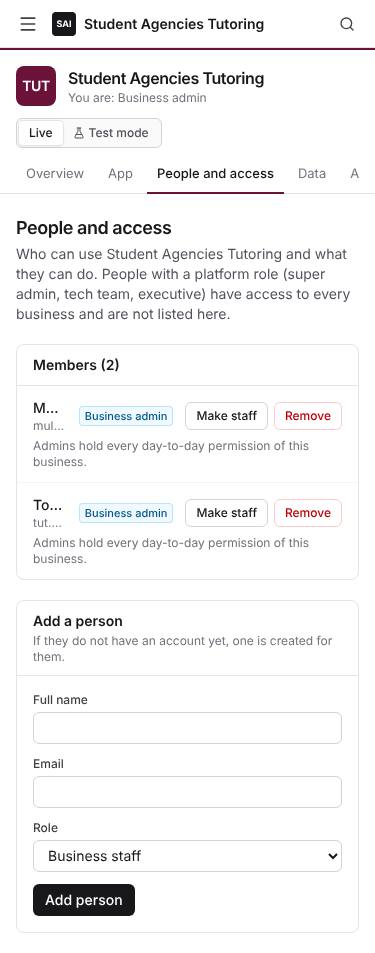 SAI Student Agencies Tutoring
TUT
Student Agencies Tutoring
You are: Business admin
Live Test mode
Overview App People and access Data A
People and access
Who can use Student Agencies Tutoring and what
they can do. People with a platform role (super
admin, tech team, executive) have access to every
business and are not listed here.
Members (2)
M...
mul...
Business admin Make staff Remove
Admins hold every day-to-day permission of this
business.
To...
tut....
Business admin Make staff Remove
Admins hold every day-to-day permission of this
business.
Add a person
If they do not have an account yet, one is created for
them.
Full name
Email
Role
Business staff
Add person